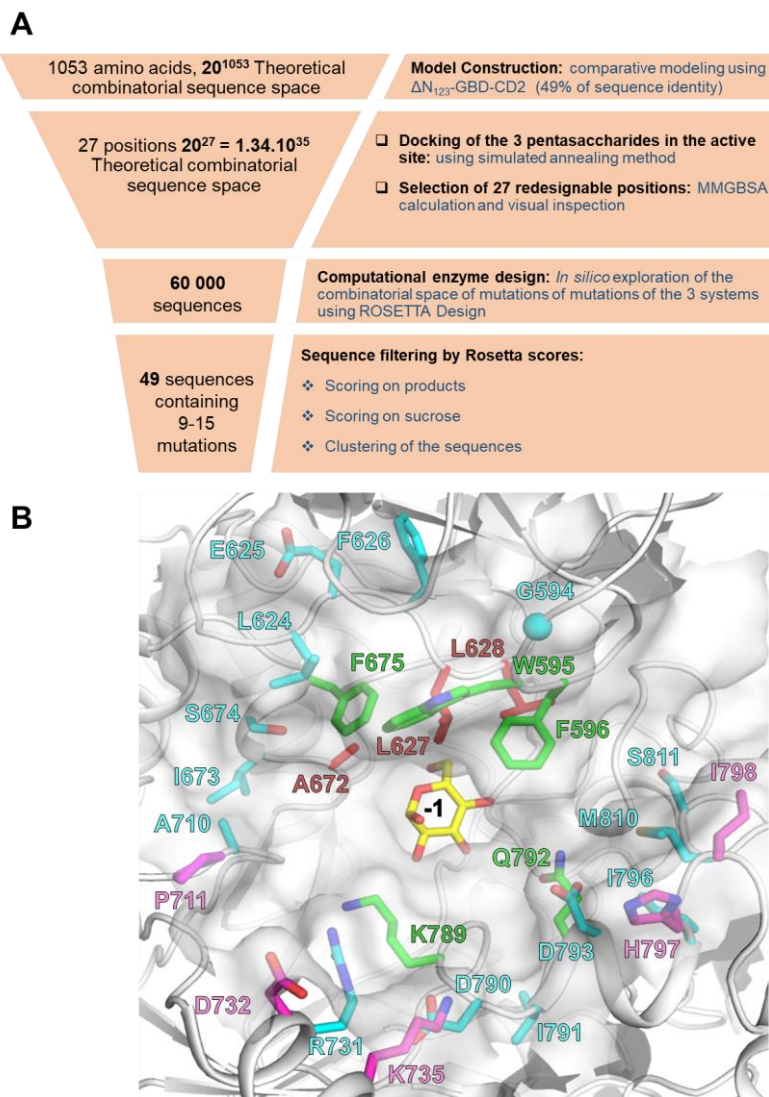 A
1053 amino acids, 20^1053 Theoretical
combinatorial sequence space
Model Construction: comparative modeling using
ΔN₁₂₃-GBD-CD2 (49% of sequence identity)
27 positions 20^27 = 1.34.10^35
Theoretical combinatorial
sequence space
❑ Docking of the 3 pentasaccharides in the active
site: using simulated annealing method
❑ Selection of 27 redesignable positions: MMGBSA
calculation and visual inspection
60 000
sequences
Computational enzyme design: In silico exploration of the
combinatorial space of mutations of mutations of the 3 systems
using ROSETTA Design
49 sequences
containing
9-15
mutations
Sequence filtering by Rosetta scores:
❖ Scoring on products
❖ Scoring on sucrose
❖ Clustering of the sequences
B
E625
F626
G594
L624
F675
L628
W595
S674
L627
F596
I673
A672
S811
I798
-1
M810
A710
Q792
I796
P711
K789
D793
H797
D732
D790
R731
I791
K735